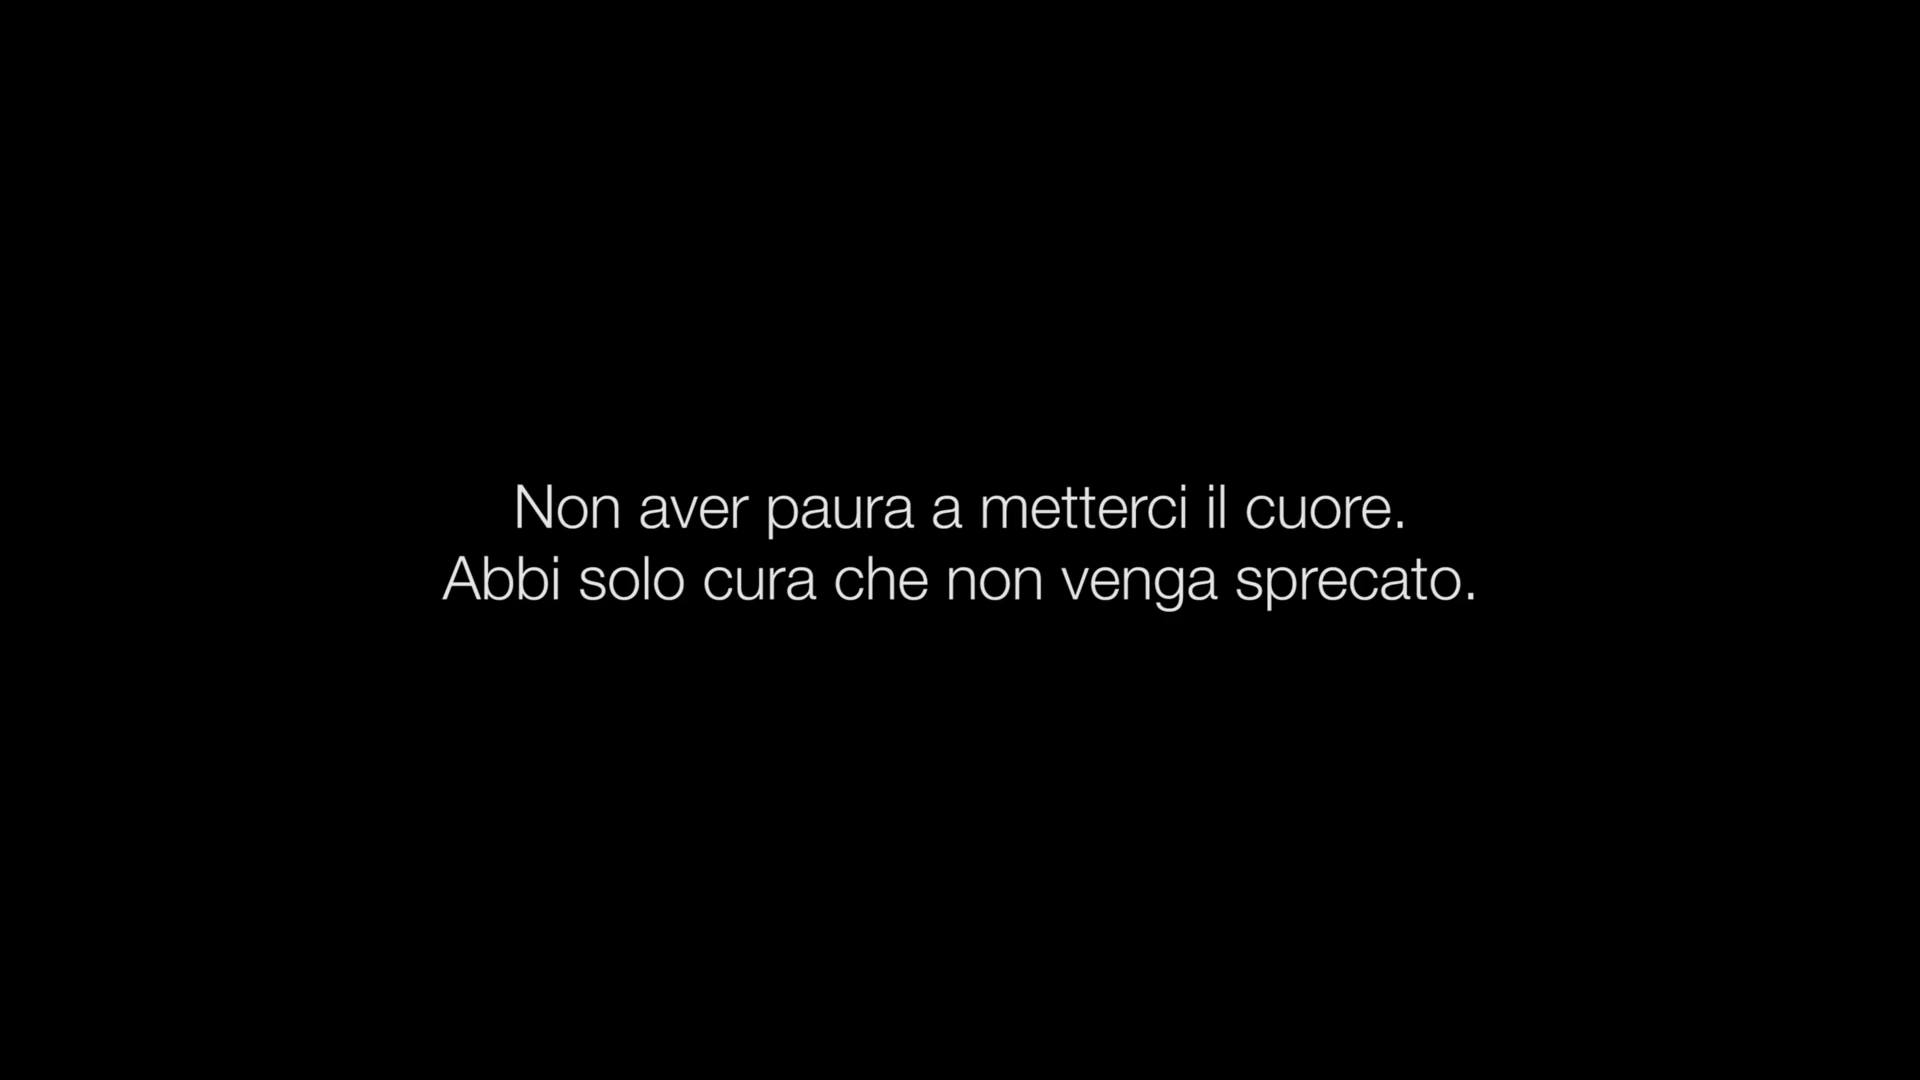 Non aver paura a metterci il cuore.
Abbi solo cura che non venga sprecato.